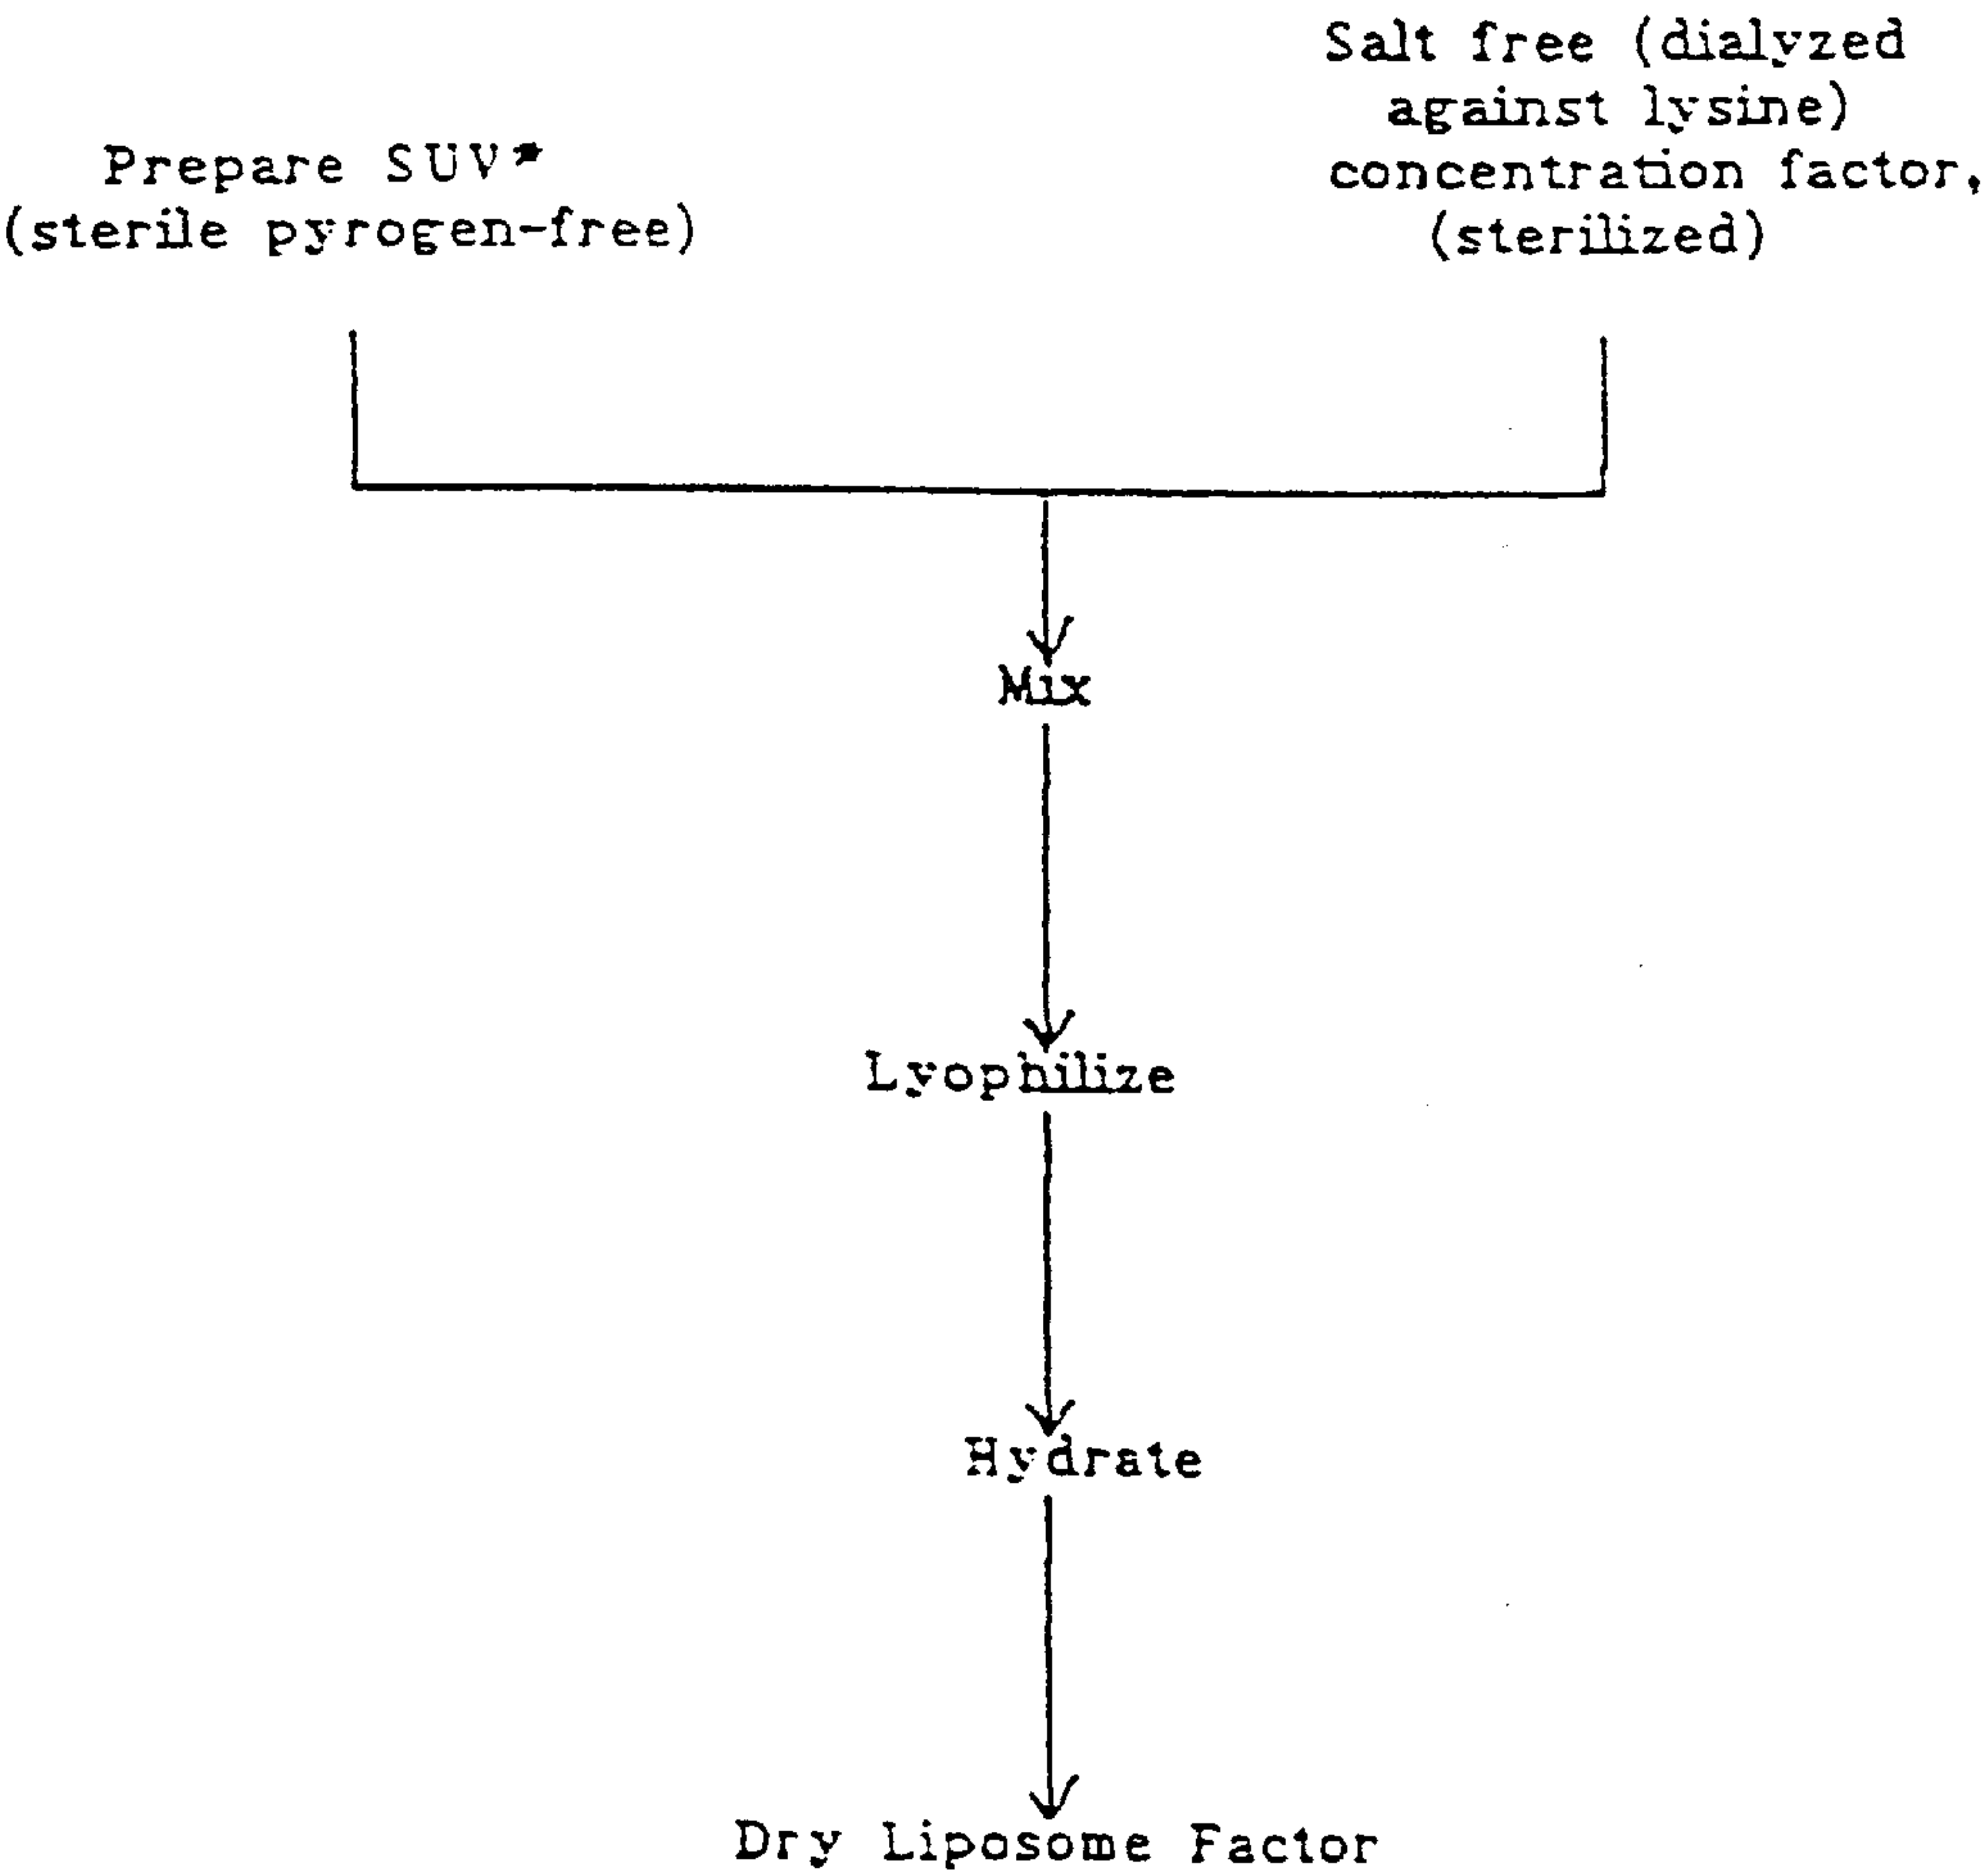 Prepare SUV*
(sterile pyrogen-free)
Salt free (dialyzed
against lysine)
concentration factor,
(sterilized)
Mix
Lyophilize
Hydrate
Dry Liposome Factor